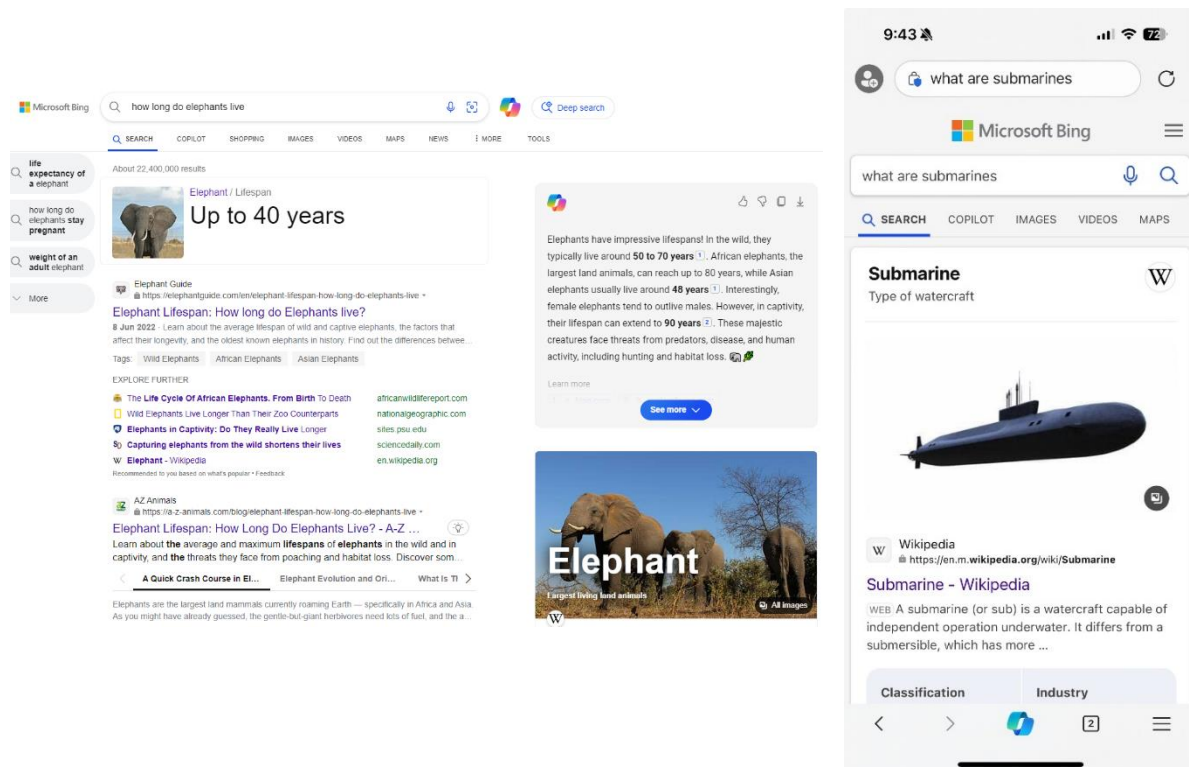 Microsoft Bing
how long do elephants live
Deep search
SEARCH COPILOT SHOPPING IMAGES VIDEOS MAPS NEWS MORE TOOLS
life
expectancy of
a elephant
how long do
elephants stay
pregnant
weight of an
adult elephant
More
About 22,400,000 results
Elephant / Lifespan
Up to 40 years
Elephant Guide
https://elephantguide.com/en/elephant-lifespan-how-long-do-elephants-live
Elephant Lifespan: How long do Elephants live?
8 Jun 2022 · Learn about the average lifespan of wild and captive elephants, the factors that
affect their longevity, and the oldest known elephants in history. Find out the differences betwee...
Tags: Wild Elephants African Elephants Asian Elephants
EXPLORE FURTHER
The Life Cycle Of African Elephants. From Birth To Death africanwildlifereport.com
Wild Elephants Live Longer Than Their Zoo Counterparts nationalgeographic.com
Elephants in Captivity: Do They Really Live Longer sites.psu.edu
Capturing elephants from the wild shortens their lives sciencedaily.com
W Elephant - Wikipedia en.wikipedia.org
Recommended to you based on what's popular • Feedback
AZ Animals
https://a-z-animals.com/blog/elephant-lifespan-how-long-do-elephants-live
Elephant Lifespan: How Long Do Elephants Live? - A-Z ...
Learn about the average and maximum lifespans of elephants in the wild and in
captivity, and the threats they face from poaching and habitat loss. Discover som...
A Quick Crash Course in El... Elephant Evolution and Ori... What Is Tl
Elephants are the largest land mammals currently roaming Earth — specifically in Africa and Asia.
As you might have already guessed, the gentle-but-giant herbivores need lots of fuel, and the a...
Elephants have impressive lifespans! In the wild, they
typically live around 50 to 70 years 1. African elephants, the
largest land animals, can reach up to 80 years, while Asian
elephants usually live around 48 years 1. Interestingly,
female elephants tend to outlive males. However, in captivity,
their lifespan can extend to 90 years 2. These majestic
creatures face threats from predators, disease, and human
activity, including hunting and habitat loss.
Learn more
See more
Elephant
Largest living land animals
All images
W
9:43
72
what are submarines
Microsoft Bing
what are submarines
SEARCH COPILOT IMAGES VIDEOS MAPS
Submarine
Type of watercraft
W
W
Wikipedia
https://en.m.wikipedia.org/wiki/Submarine
Submarine - Wikipedia
WEB A submarine (or sub) is a watercraft capable of
independent operation underwater. It differs from a
submersible, which has more ...
Classification Industry
2